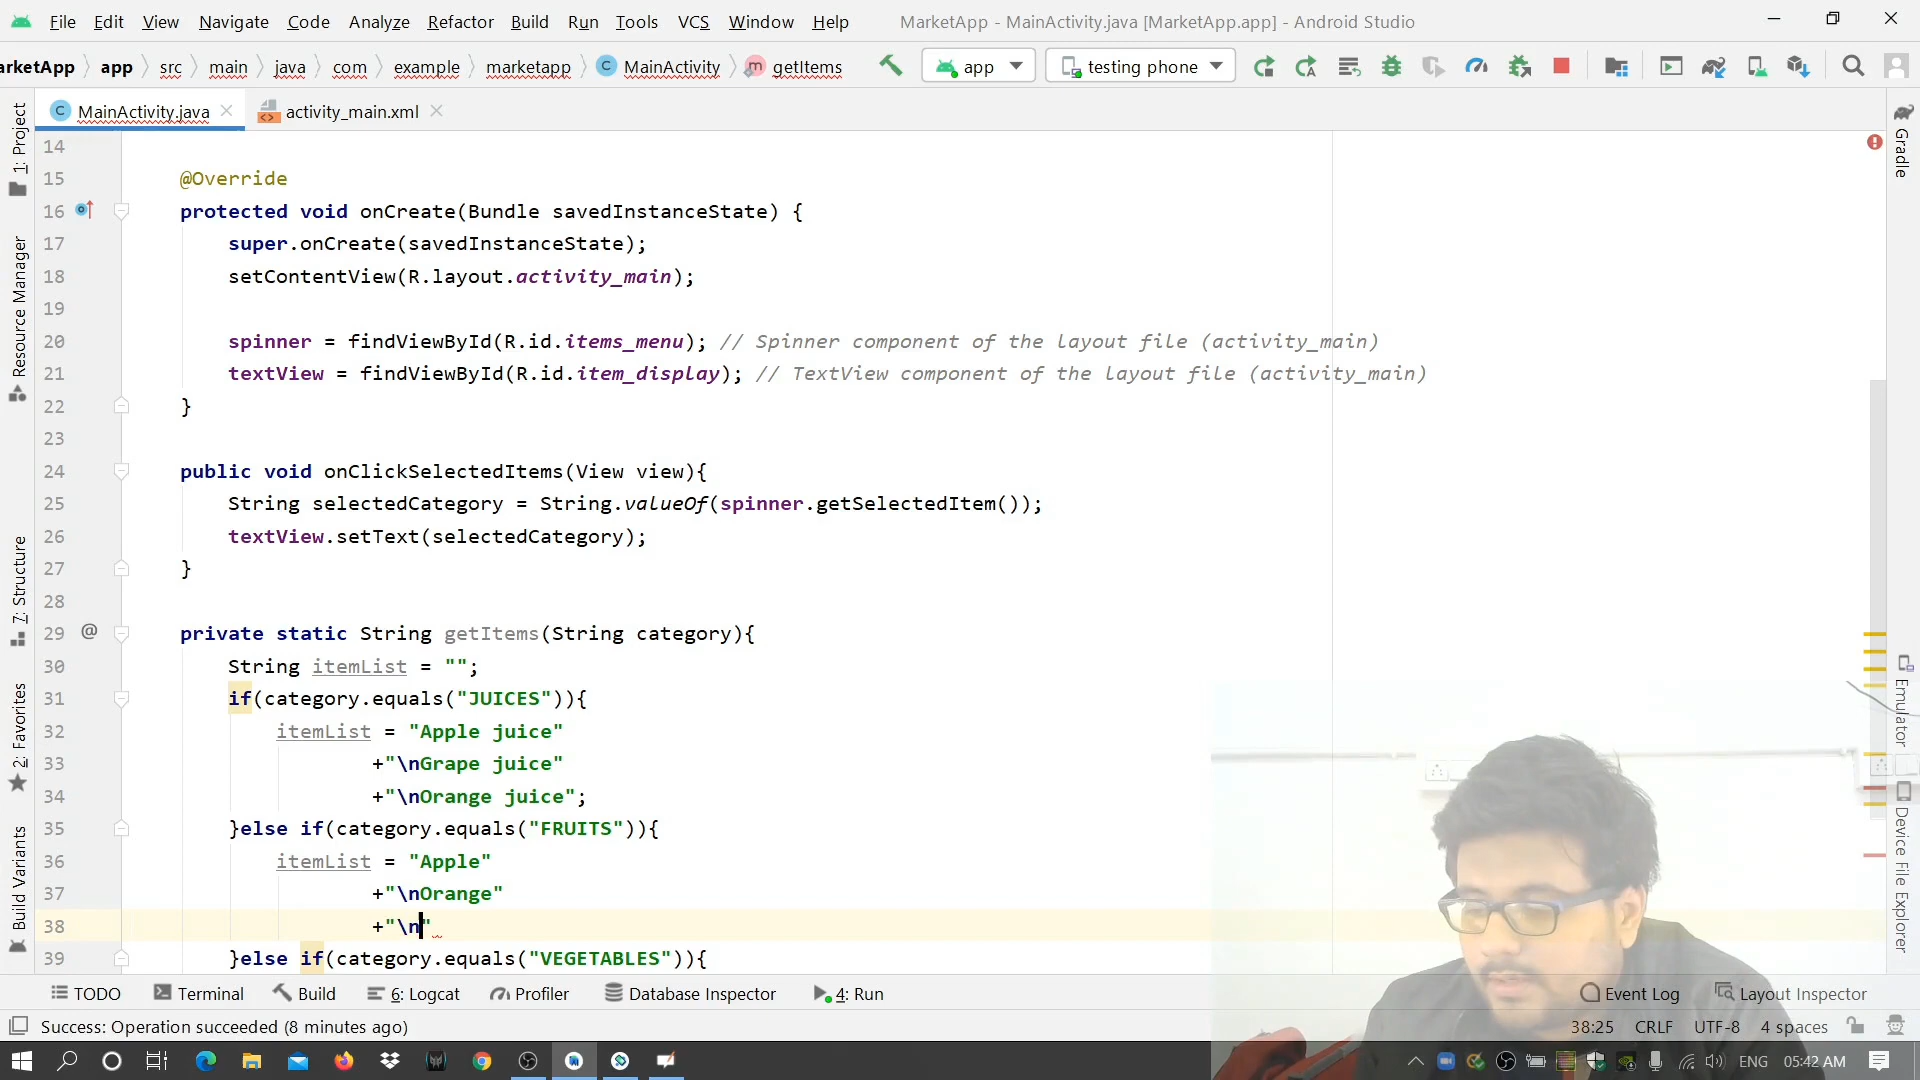 File Edit View Navigate Code Analyze Refactor Build Run Tools VCS Window Help MarketApp - MainActivity.java [MarketApp.app] - Android Studio
arketApp app src main java com example marketapp C MainActivity m getItems app testing phone
C MainActivity.java activity_main.xml
14
15 @Override
16 protected void onCreate(Bundle savedInstanceState) {
17 super.onCreate(savedInstanceState);
18 setContentView(R.layout.activity_main);
19
20 spinner = findViewById(R.id.items_menu); // Spinner component of the layout file (activity_main)
21 textView = findViewById(R.id.item_display); // TextView component of the layout file (activity_main)
22 }
23
24 public void onClickSelectedItems(View view){
25 String selectedCategory = String.valueOf(spinner.getSelectedItem());
26 textView.setText(selectedCategory);
27 }
28
29 @ private static String getItems(String category){
30 String itemList = "";
31 if(category.equals("JUICES")){
32 itemList = "Apple juice"
33 +"\nGrape juice"
34 +"\nOrange juice";
35 }else if(category.equals("FRUITS")){
36 itemList = "Apple"
37 +"\nOrange"
38 +"\n"
39 }else if(category.equals("VEGETABLES")){
1: Project
Resource Manager
7: Structure
2: Favorites
Build Variants
Gradle
Emulator
Device File Explorer
TODO Terminal Build 6: Logcat Profiler Database Inspector 4: Run Event Log Layout Inspector
Success: Operation succeeded (8 minutes ago) 38:25 CRLF UTF-8 4 spaces
ENG 05:42 AM